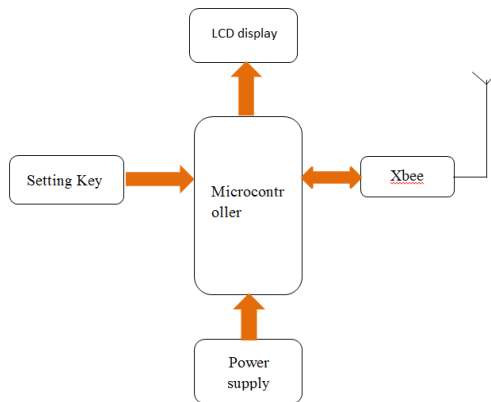 LCD display
Setting Key
Microcontr
oller
Xbee
Power
supply